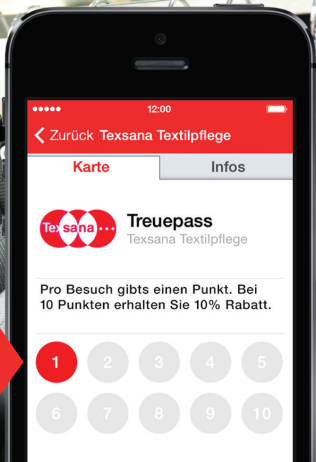 12:00
Zurück Texsana Textilpflege
Karte Infos
Texsana...
Treuepass
Texsana Textilpflege
Pro Besuch gibts einen Punkt. Bei
10 Punkten erhalten Sie 10% Rabatt.
1 2 3 4 5
6 7 8 9 10